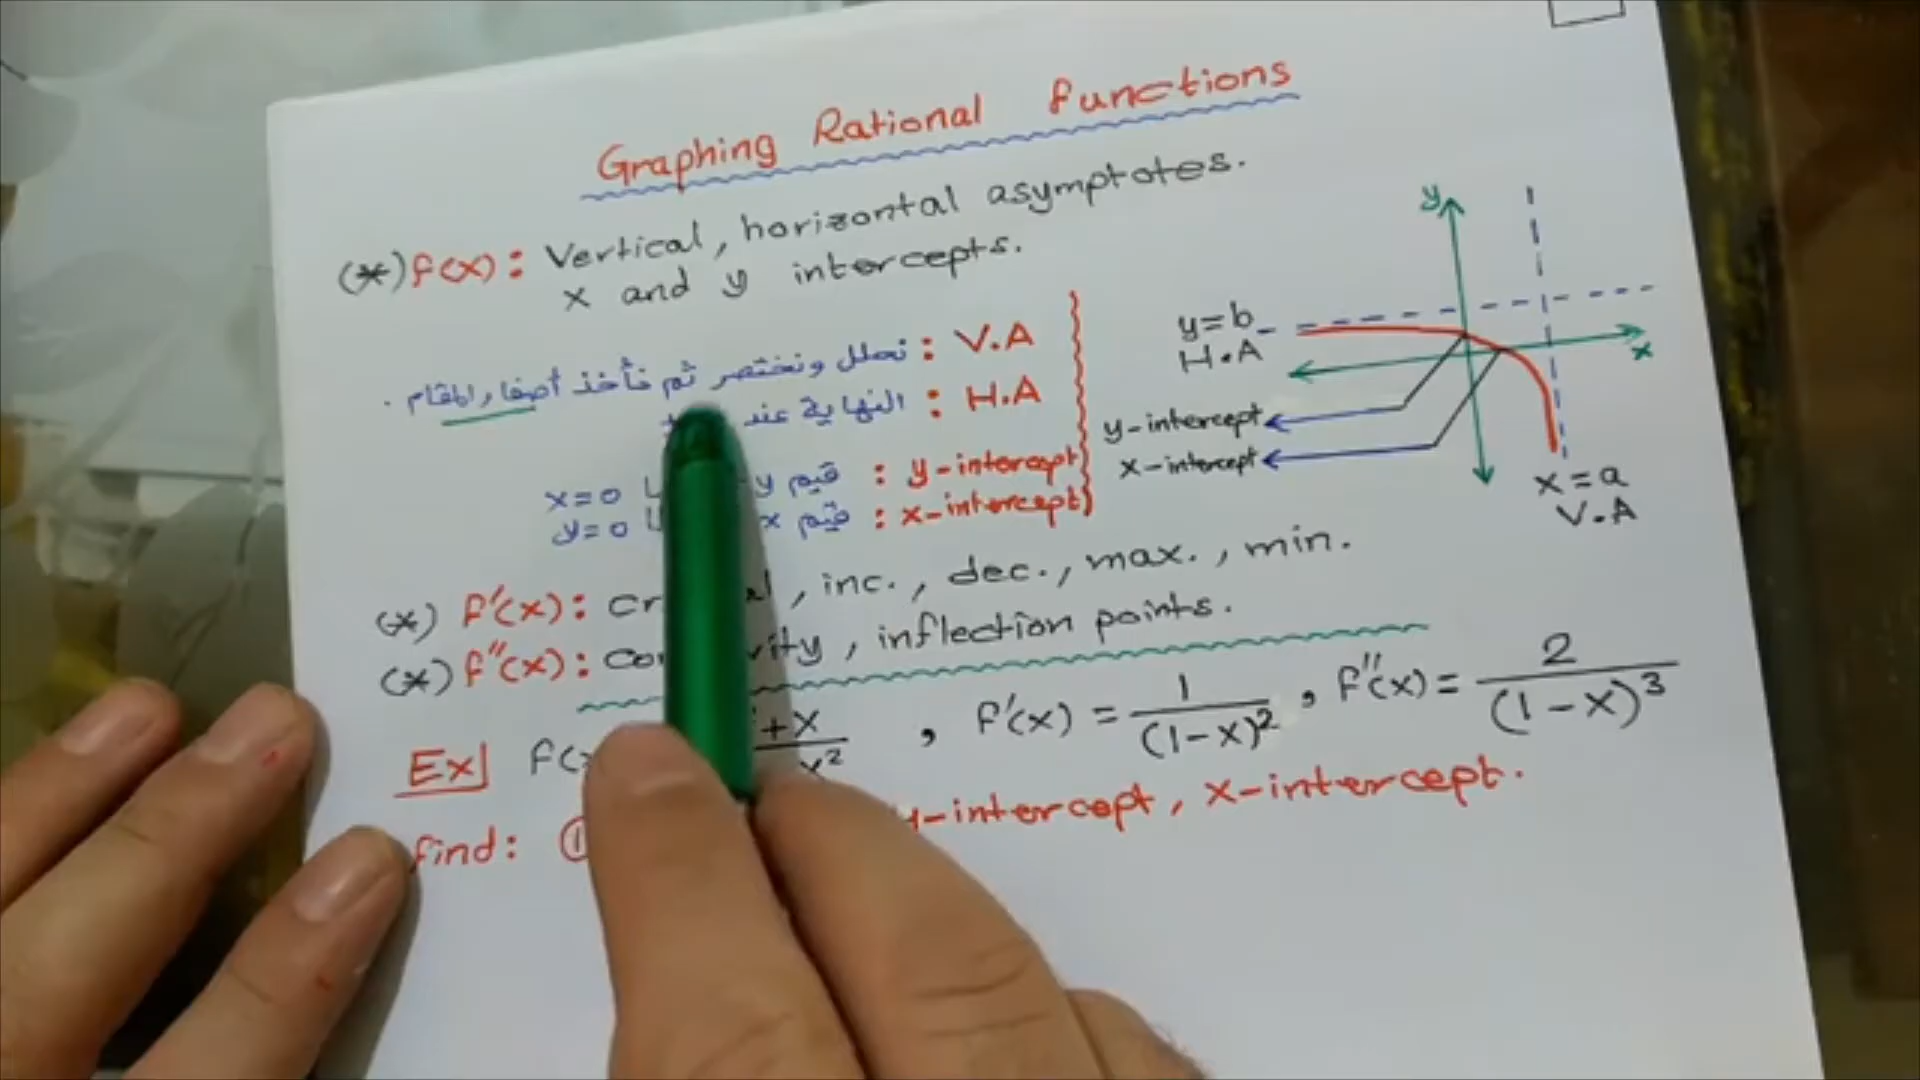 Graphing Rational functions
(*) f(x): Vertical, horizontal asymptotes.
x and y intercepts.
V.A : نحلل ونختصر ثم نأخذ أصفار المقام .
H.A : النهاية عند
y-intercept : قيم y x=0
x-intercept : قيم x y=0
y
x
y=b
H.A
y-intercept
x-intercept
x=a
V.A
(*) f'(x): , inc., dec., max., min.
(*) f''(x): , inflection points.
Ex] , f'(x) = 1/(1-x)2 , f''(x) = 2/(1-x)3
find: ① y-intercept, x-intercept.